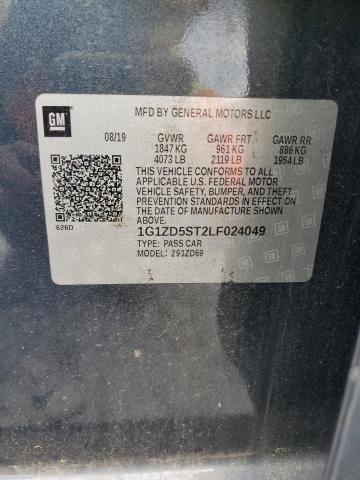 GM
MFD BY GENERAL MOTORS LLC
08/19 GVWR GAWR FRT GAWR RR
1847 KG 961 KG 886 KG
4073 LB 2119 LB 1954 LB
THIS VEHICLE CONFORMS TO ALL
APPLICABLE U.S. FEDERAL MOTOR
VEHICLE SAFETY, BUMPER, AND THEFT
PREVENTION STANDARDS IN EFFECT ON
THE DATE OF MANUFACTURE SHOWN
ABOVE.
626D
1G1ZD5ST2LF024049
TYPE: PASS CAR
MODEL: 291ZD69